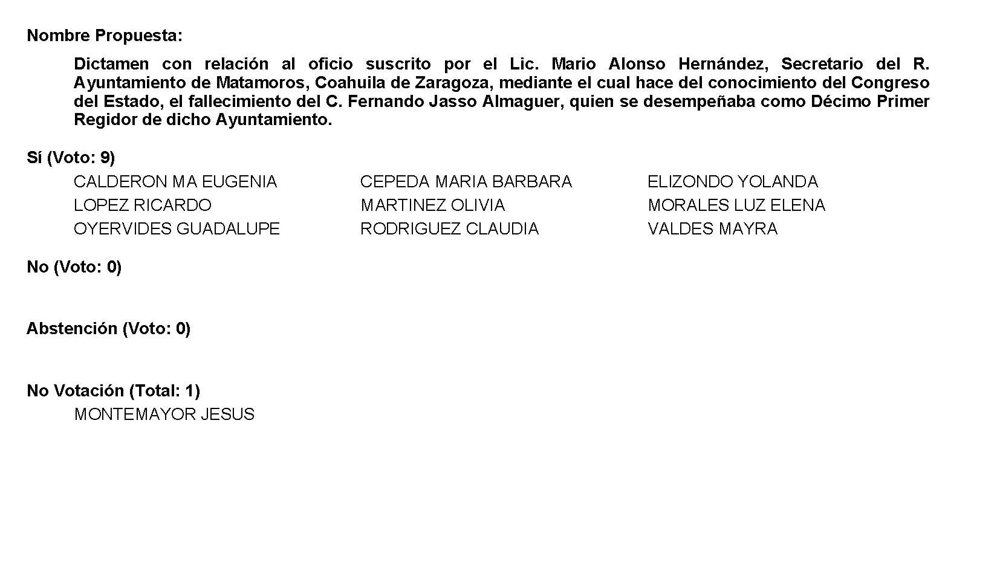 Nombre Propuesta:
Dictamen con relación al oficio suscrito por el Lic. Mario Alonso Hernández, Secretario del R.
Ayuntamiento de Matamoros, Coahuila de Zaragoza, mediante el cual hace del conocimiento del Congreso
del Estado, el fallecimiento del C. Fernando Jasso Almaguer, quien se desempeñaba como Décimo Primer
Regidor de dicho Ayuntamiento.
Sí (Voto: 9)
CALDERON MA EUGENIA CEPEDA MARIA BARBARA ELIZONDO YOLANDA
LOPEZ RICARDO MARTINEZ OLIVIA MORALES LUZ ELENA
OYERVIDES GUADALUPE RODRIGUEZ CLAUDIA VALDES MAYRA
No (Voto: 0)
Abstención (Voto: 0)
No Votación (Total: 1)
MONTEMAYOR JESUS